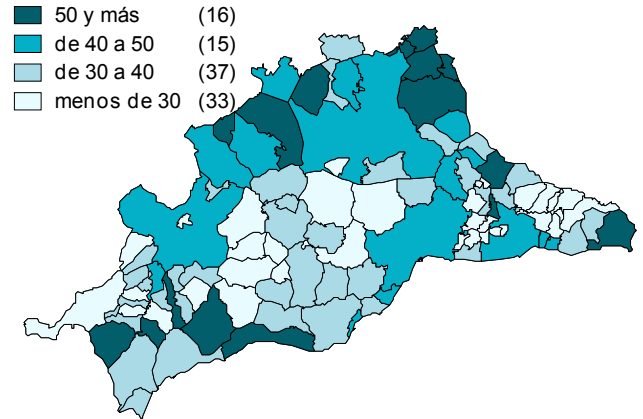 50 y más (16)
de 40 a 50 (15)
de 30 a 40 (37)
menos de 30 (33)